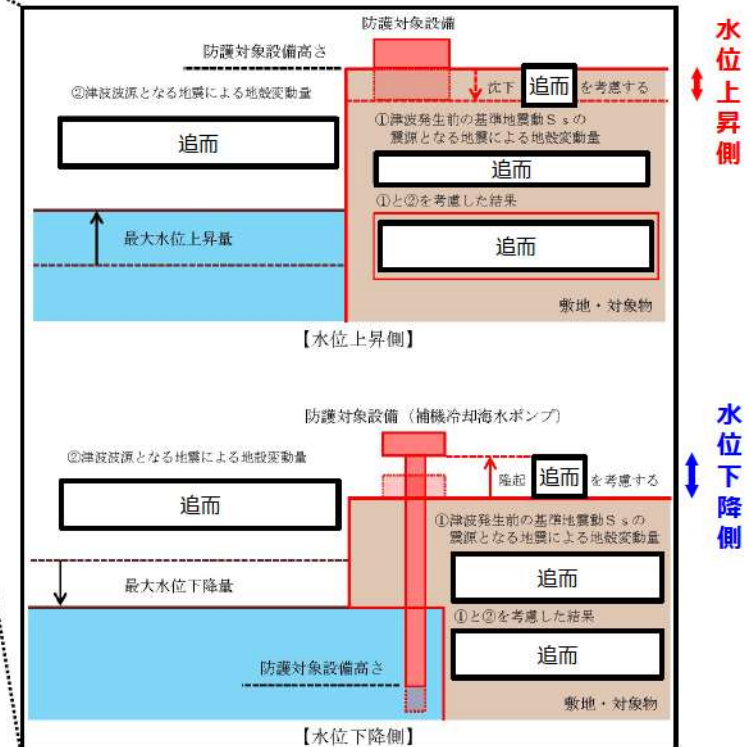 防護対象設備
防護対象設備高さ
②津波波源となる地震による地殻変動量
追而
沈下 追而 を考慮する
①津波発生前の基準地震動Ｓｓの
震源となる地震による地殻変動量
追而
①と②を考慮した結果
追而
最大水位上昇量
敷地・対象物
【水位上昇側】
水位上昇側
防護対象設備（補機冷却海水ポンプ）
②津波波源となる地震による地殻変動量
追而
隆起 追而 を考慮する
①津波発生前の基準地震動Ｓｓの
震源となる地震による地殻変動量
追而
最大水位下降量
①と②を考慮した結果
追而
防護対象設備高さ
敷地・対象物
【水位下降側】
水位下降側